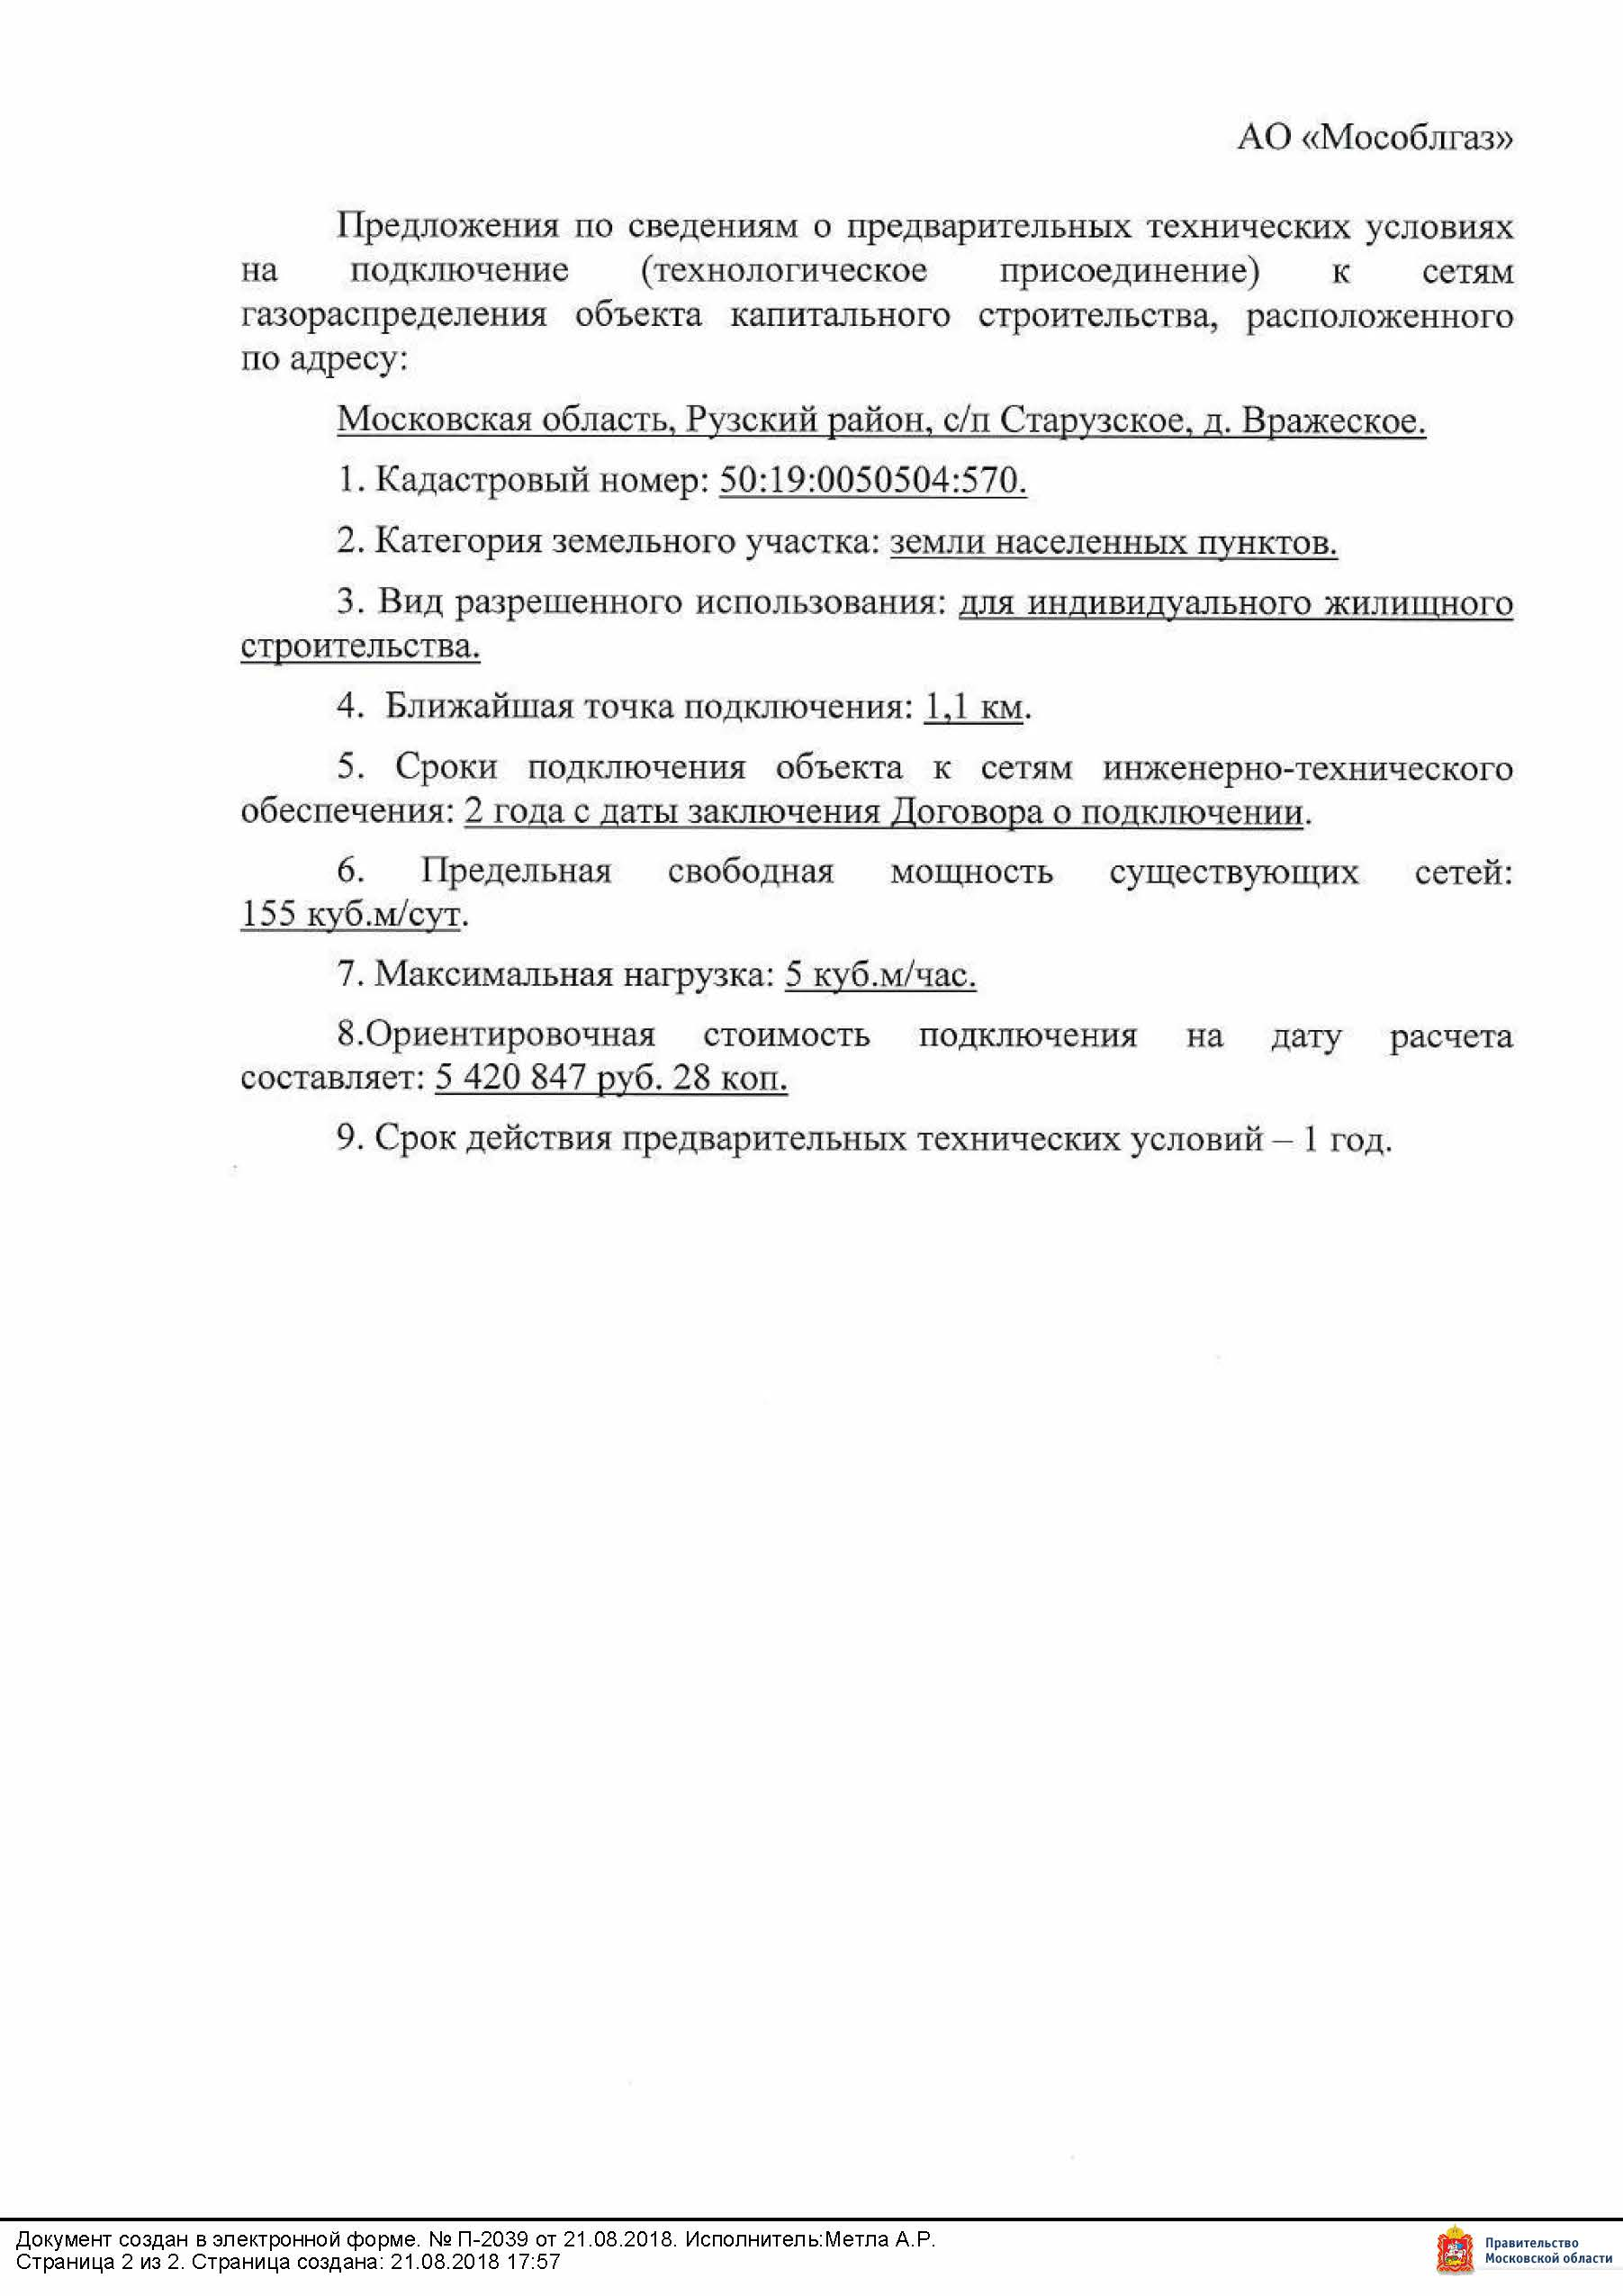 АО «Мособлгаз»
Предложения по сведениям о предварительных технических условиях
на подключение (технологическое присоединение) к сетям
газораспределения объекта капитального строительства, расположенного
по адресу:
Московская область, Рузский район, с/п Старузское, д. Вражеское.
1. Кадастровый номер: 50:19:0050504:570.
2. Категория земельного участка: земли населенных пунктов.
3. Вид разрешенного использования: для индивидуального жилищного
строительства.
4. Ближайшая точка подключения: 1,1 км.
5. Сроки подключения объекта к сетям инженерно-технического
обеспечения: 2 года с даты заключения Договора о подключении.
6. Предельная свободная мощность существующих сетей:
155 куб.м/сут.
7. Максимальная нагрузка: 5 куб.м/час.
8.Ориентировочная стоимость подключения на дату расчета
составляет: 5 420 847 руб. 28 коп.
9. Срок действия предварительных технических условий – 1 год.
Документ создан в электронной форме. № П-2039 от 21.08.2018. Исполнитель:Метла А.Р.
Страница 2 из 2. Страница создана: 21.08.2018 17:57
Правительство
Московской области